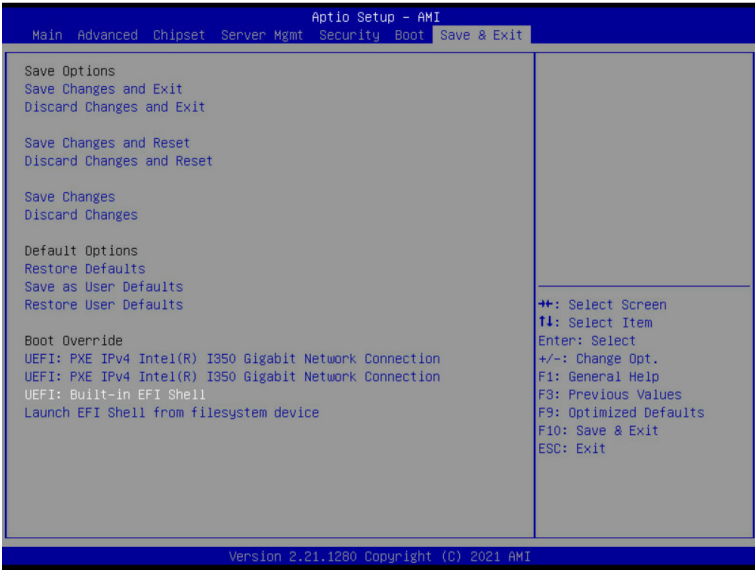 Aptio Setup – AMI
Main Advanced Chipset Server Mgmt Security Boot Save & Exit
Save Options
Save Changes and Exit
Discard Changes and Exit
Save Changes and Reset
Discard Changes and Reset
Save Changes
Discard Changes
Default Options
Restore Defaults
Save as User Defaults
Restore User Defaults
Boot Override
UEFI: PXE IPv4 Intel(R) I350 Gigabit Network Connection
UEFI: PXE IPv4 Intel(R) I350 Gigabit Network Connection
UEFI: Built-in EFI Shell
Launch EFI Shell from filesystem device
→←: Select Screen
↑↓: Select Item
Enter: Select
+/-: Change Opt.
F1: General Help
F3: Previous Values
F9: Optimized Defaults
F10: Save & Exit
ESC: Exit
Version 2.21.1280 Copyright (C) 2021 AMI